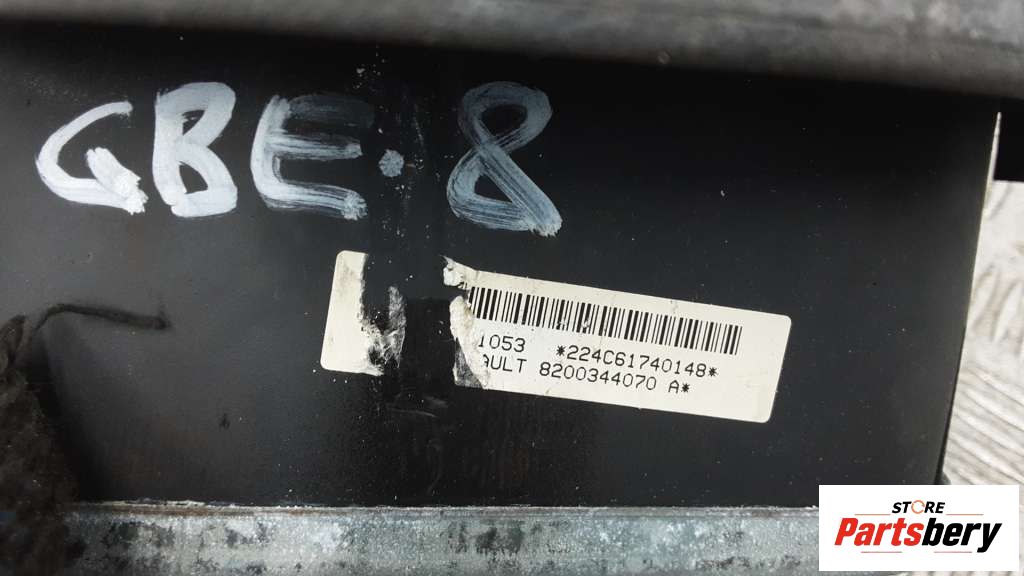 GBE.8
1053 *224C61740148*
AULT 8200344070 A*
STORE
Partsbery